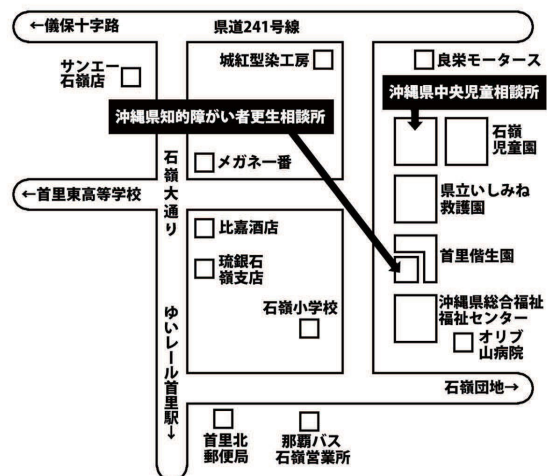 ←儀保十字路
県道241号線
サンエー
石嶺店
城紅型染工房
良栄モータース
沖縄県中央児童相談所
沖縄県知的障がい者更生相談所
石嶺
児童園
石嶺大通り
メガネ一番
←首里東高等学校
県立いしみね
救護園
比嘉酒店
首里偕生園
琉銀石
嶺支店
石嶺小学校
沖縄県総合福祉
福祉センター
オリブ
山病院
ゆいレール首里駅→
石嶺団地→
首里北
郵便局
那覇バス
石嶺営業所